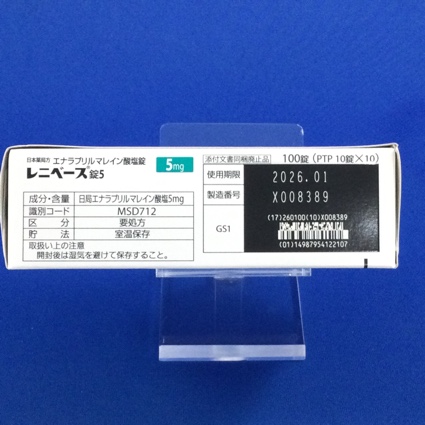 日本薬局方 エナラプリルマレイン酸塩錠
レニベース®錠5
5mg
成分・含量 日局エナラプリルマレイン酸塩5mg
識別コード MSD712
区分 要処方
貯法 室温保存
取扱い上の注意
開封後は湿気を避けて保存すること。
添付文書同梱廃止品 100錠（PTP 10錠×10）
使用期限 2026.01
製造番号 X008389
GS1
(17)260100(10)X008389
(01)14987954122107